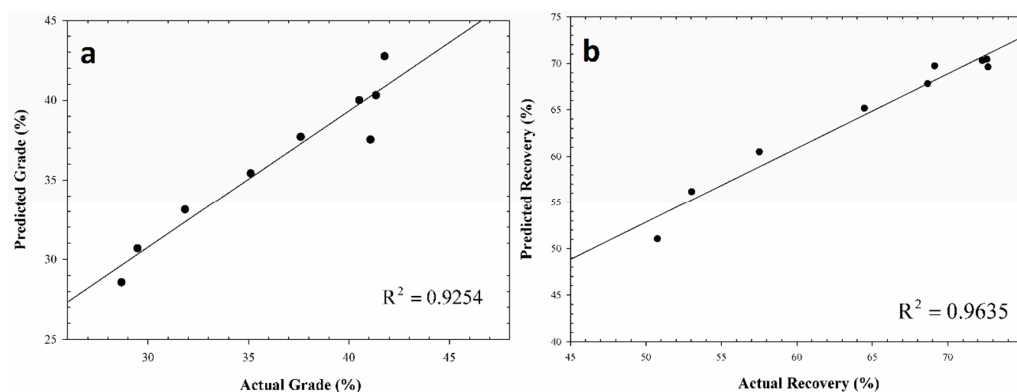 a
45
40
35
30
25
Predicted Grade (%)
30 35 40 45
Actual Grade (%)
R² = 0.9254
b
75
70
65
60
55
50
45
40
Predicted Recovery (%)
45 50 55 60 65 70
Actual Recovery (%)
R² = 0.9635